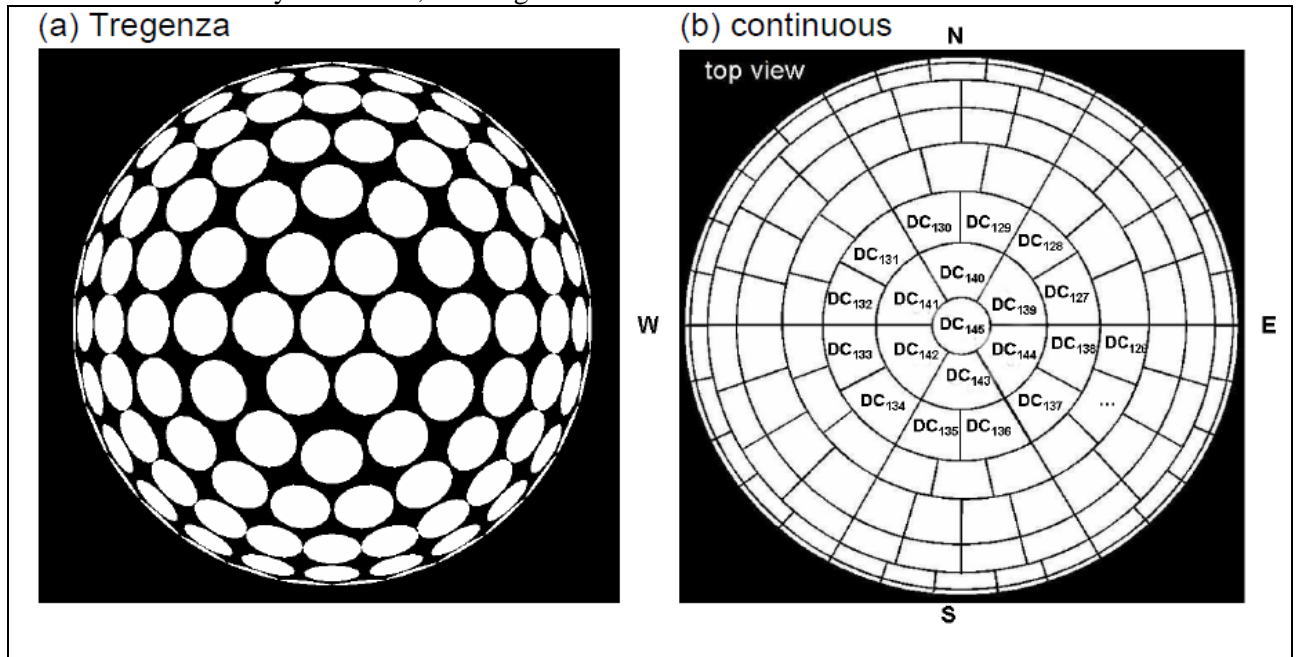 (a) Tregenza
(b) continuous
N
top view
DC130 DC129
DC131 DC128
DC140
DC132 DC141 DC139 DC127
W DC145 E
DC133 DC142 DC144 DC138 DC126
DC143
DC134 DC137 ...
DC135 DC136
S